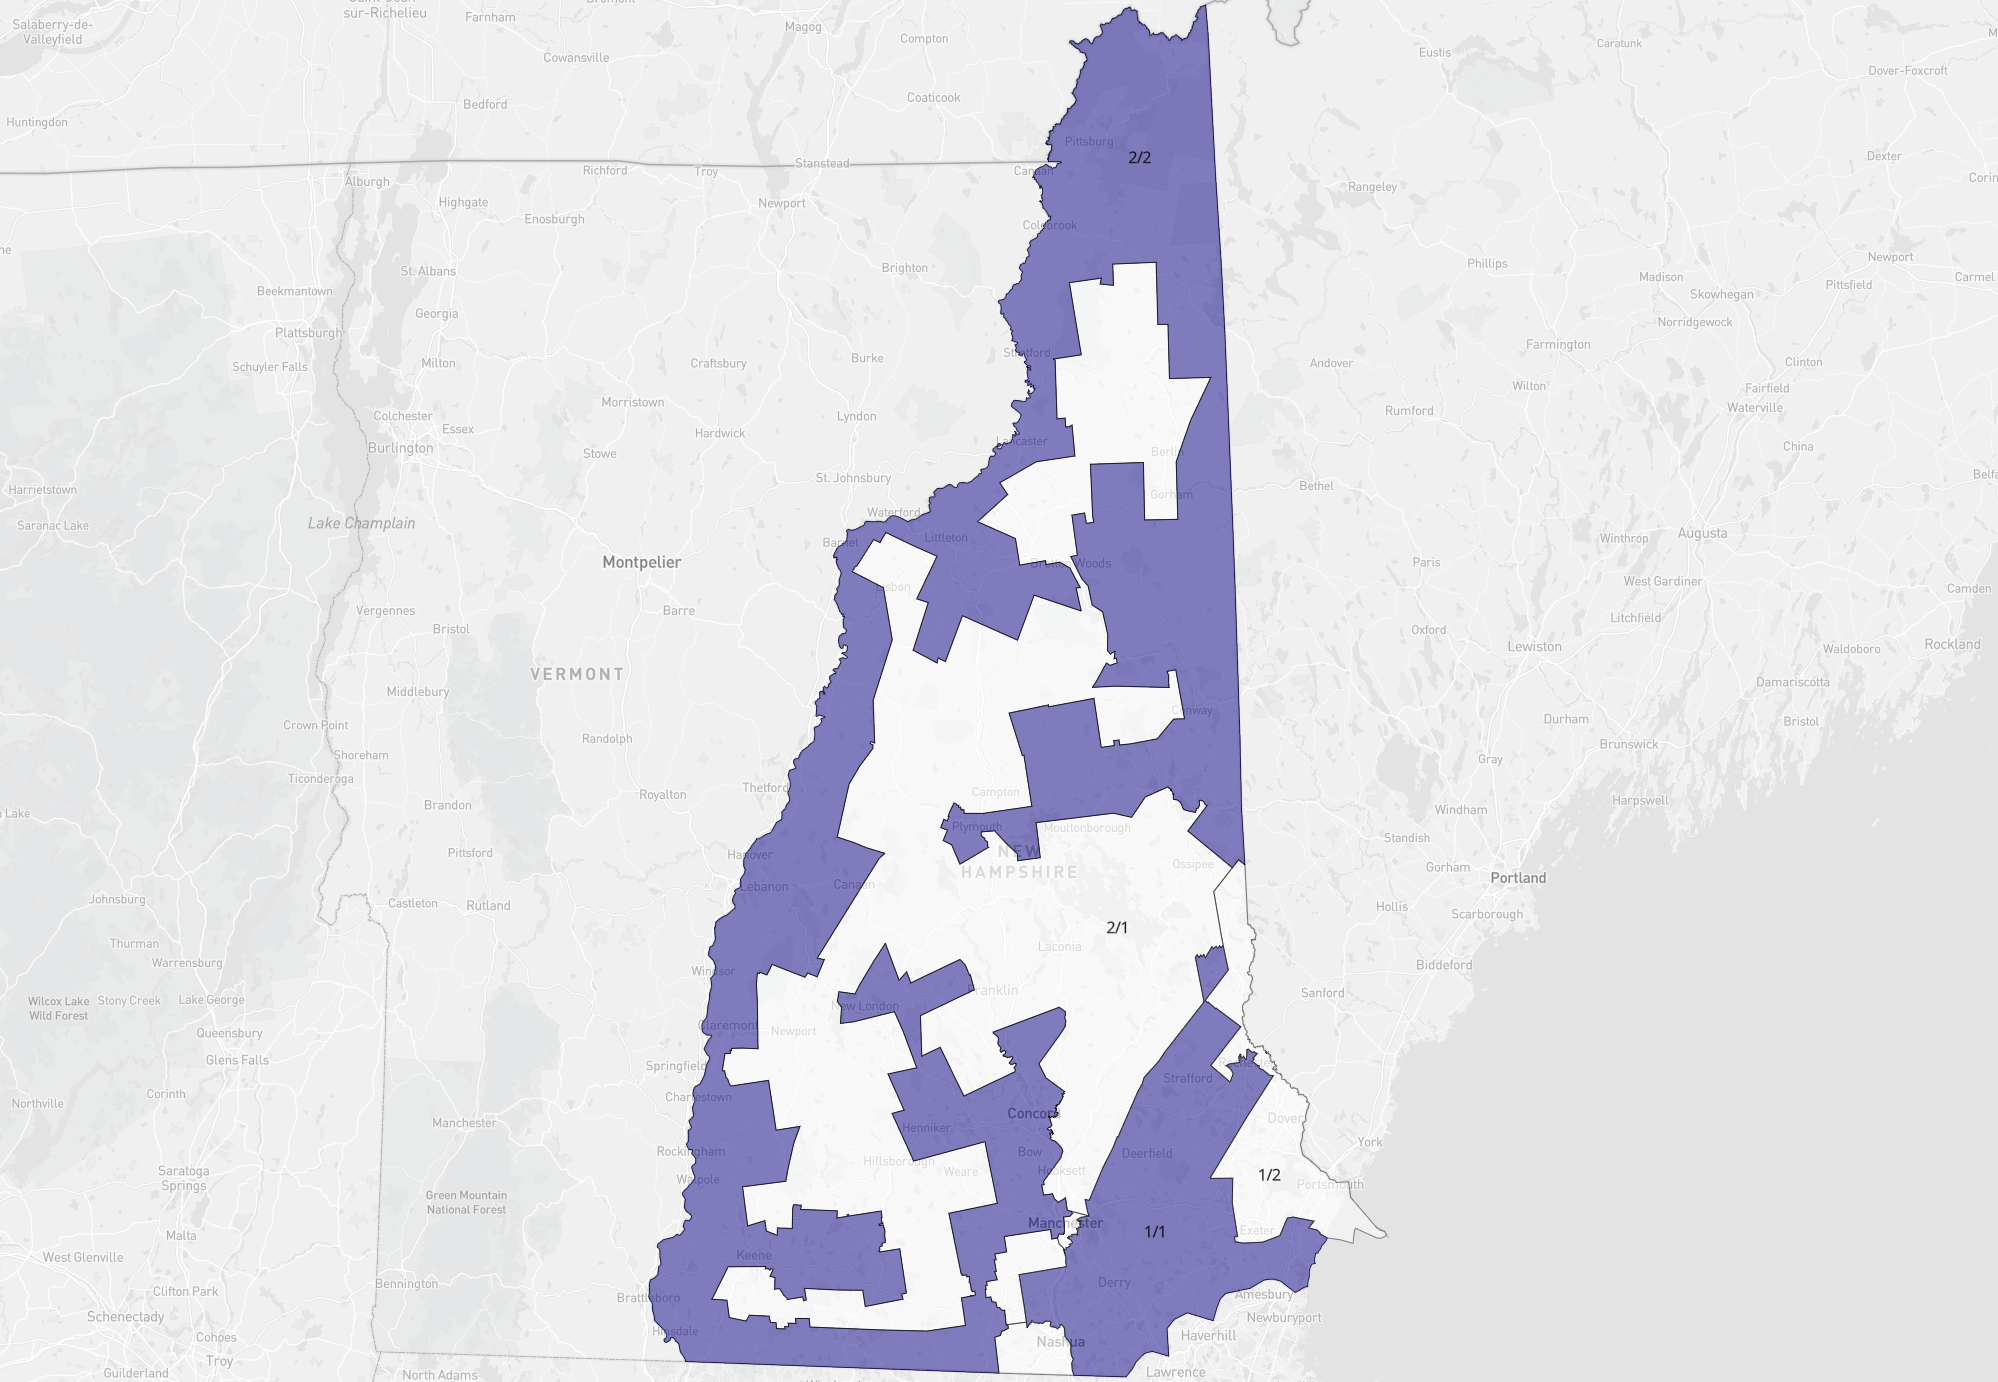 Salaberry-de-
Valleyfield
Saint-Jean-
sur-Richelieu
Farnham
Bromont
Magog
Compton
Eustis
Caratunk
Cowansville
Dover-Foxcroft
Bedford
Coaticook
Huntingdon
Pittsburg
2/2
Dexter
Stanstead
Richford
Troy
Canaan
Alburgh
Rangeley
Highgate
Newport
Enosburgh
Colebrook
Phillips
Newport
St. Albans
Brighton
Madison
Carmel
Beekmantown
Pittsfield
Skowhegan
Georgia
Norridgewock
Plattsburgh
Farmington
Stratford
Burke
Schuyler Falls
Milton
Craftsbury
Andover
Clinton
Wilton
Fairfield
Morristown
Waterville
Colchester
Lyndon
Rumford
Essex
Hardwick
Lancaster
China
Burlington
Stowe
Berlin
St. Johnsbury
Harrietstown
Gorham
Bethel
Saranac Lake
Lake Champlain
Waterford
Augusta
Littleton
Winthrop
Barnet
Montpelier
Bretton Woods
Paris
West Gardiner
Lisbon
Camden
Vergennes
Barre
Litchfield
Bristol
Oxford
Rockland
Lewiston
Waldoboro
VERMONT
Damariscotta
Middlebury
Conway
Crown Point
Durham
Bristol
Randolph
Brunswick
Shoreham
Gray
Ticonderoga
Thetford
Campton
Royalton
Harpswell
Brandon
Windham
Lake
Plymouth
Moultonborough
Standish
Pittsford
Hanover
NEW
HAMPSHIRE
Ossipee
Gorham
Portland
Lebanon
Canaan
Johnsburg
Castleton
Rutland
Hollis
Scarborough
2/1
Thurman
Laconia
Warrensburg
Windsor
Biddeford
Wilcox Lake
Wild Forest
Stony Creek
Lake George
New London
Franklin
Sanford
Claremont
Newport
Queensbury
Glens Falls
Springfield
Rochester
Strafford
Corinth
Charlestown
Northville
Concord
Manchester
Henniker
Dover
York
Rockingham
Bow
Deerfield
Hillsborough
Weare
Hooksett
Saratoga
Springs
Walpole
1/2
Portsmouth
Green Mountain
National Forest
Manchester
1/1
Exeter
Malta
West Glenville
Keene
Bennington
Derry
Clifton Park
Brattleboro
Amesbury
Schenectady
Newburyport
Hinsdale
Cohoes
Nashua
Haverhill
Troy
Guilderland
North Adams
Lawrence